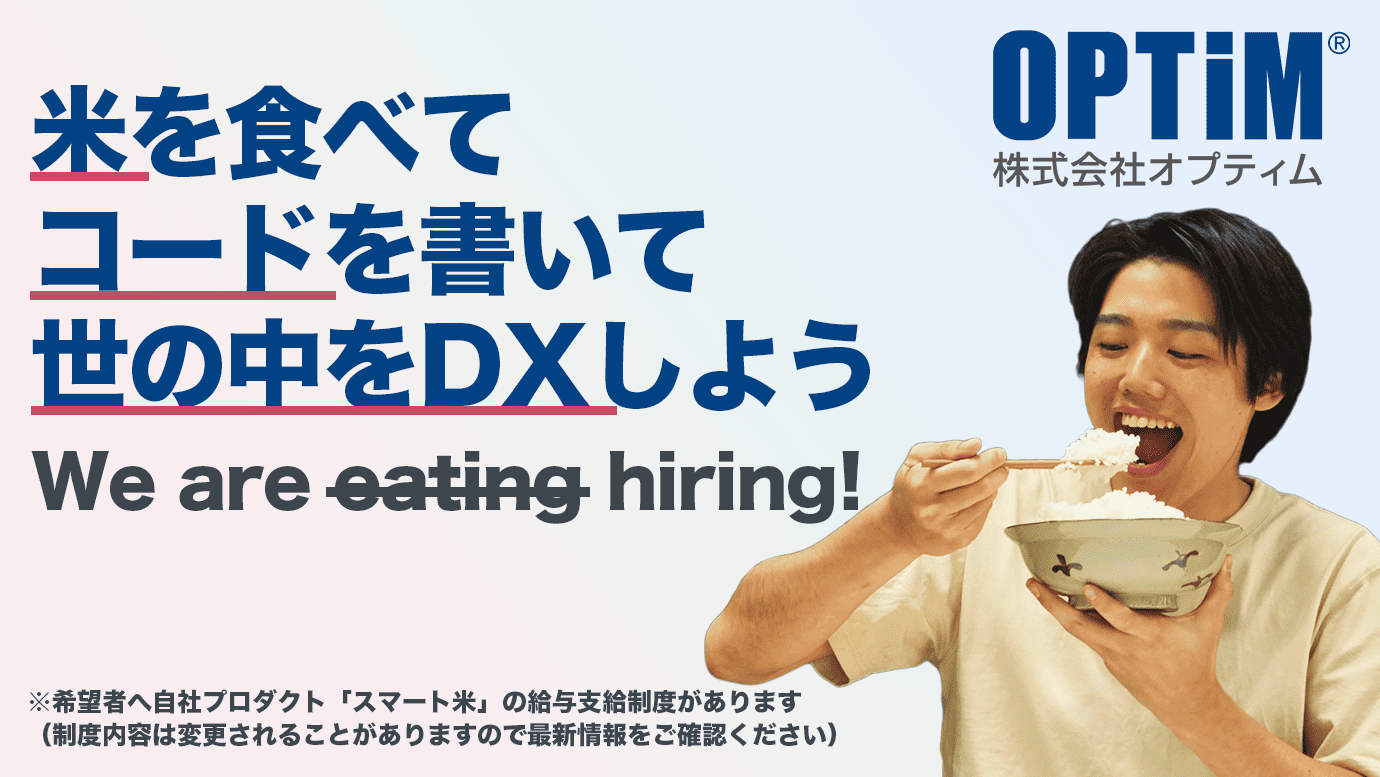 OPTiM®
株式会社オプティム
米を食べて
コードを書いて
世の中をDXしよう
We are eating hiring!
※希望者へ自社プロダクト「スマート米」の給与支給制度があります
（制度内容は変更されることがありますので最新情報をご確認ください）